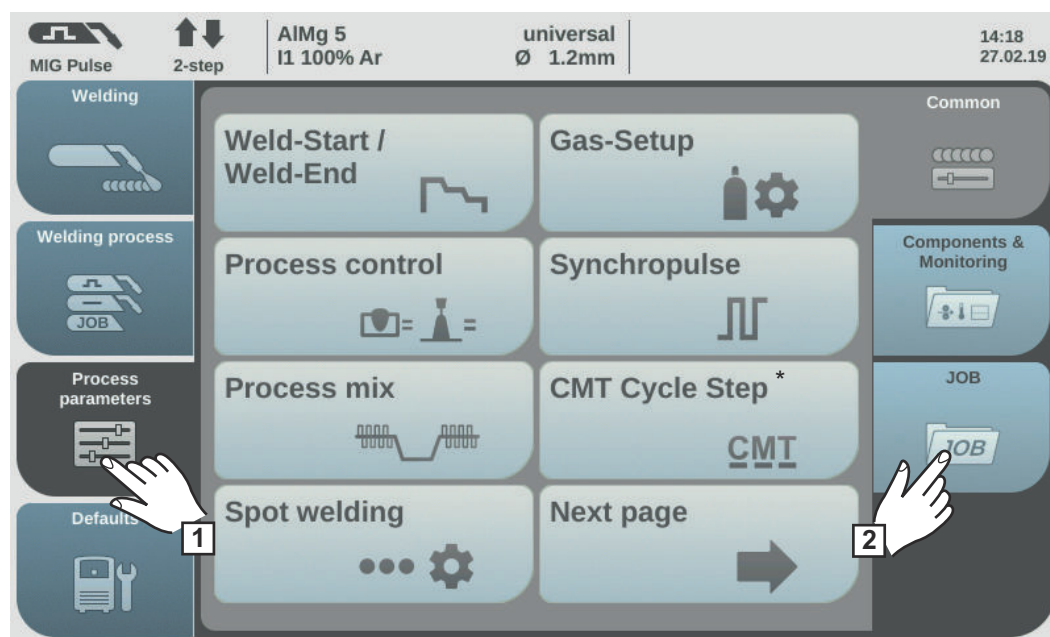 MIG Pulse
2-step
AlMg 5
I1 100% Ar
universal
Ø 1.2mm
14:18
27.02.19
Welding
Welding process
JOB
Process
parameters
Defaults
Weld-Start /
Weld-End
Gas-Setup
Process control
=
=
Synchropulse
Process mix
CMT Cycle Step *
CMT
Spot welding
Next page
Common
Components &
Monitoring
JOB
JOB
1
2